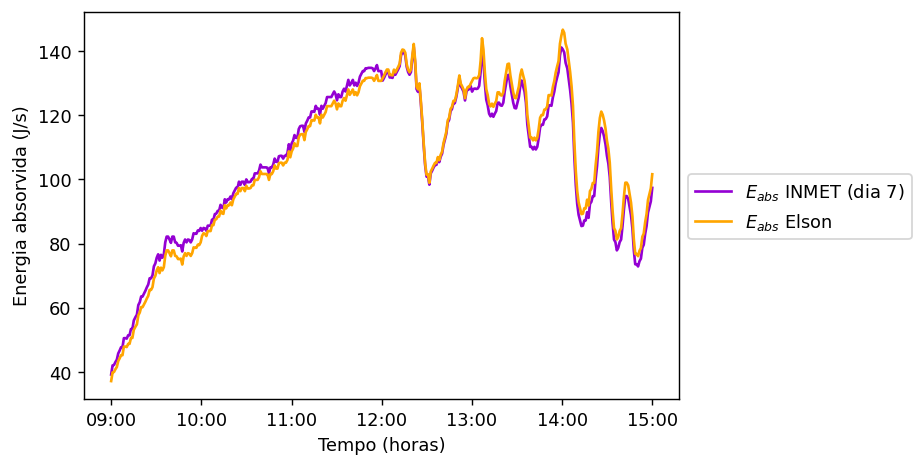 Energia absorvida (J/s)
140
120
100
80
60
40
09:00 10:00 11:00 12:00 13:00 14:00 15:00
Tempo (horas)
E_abs INMET (dia 7)
E_abs Elson